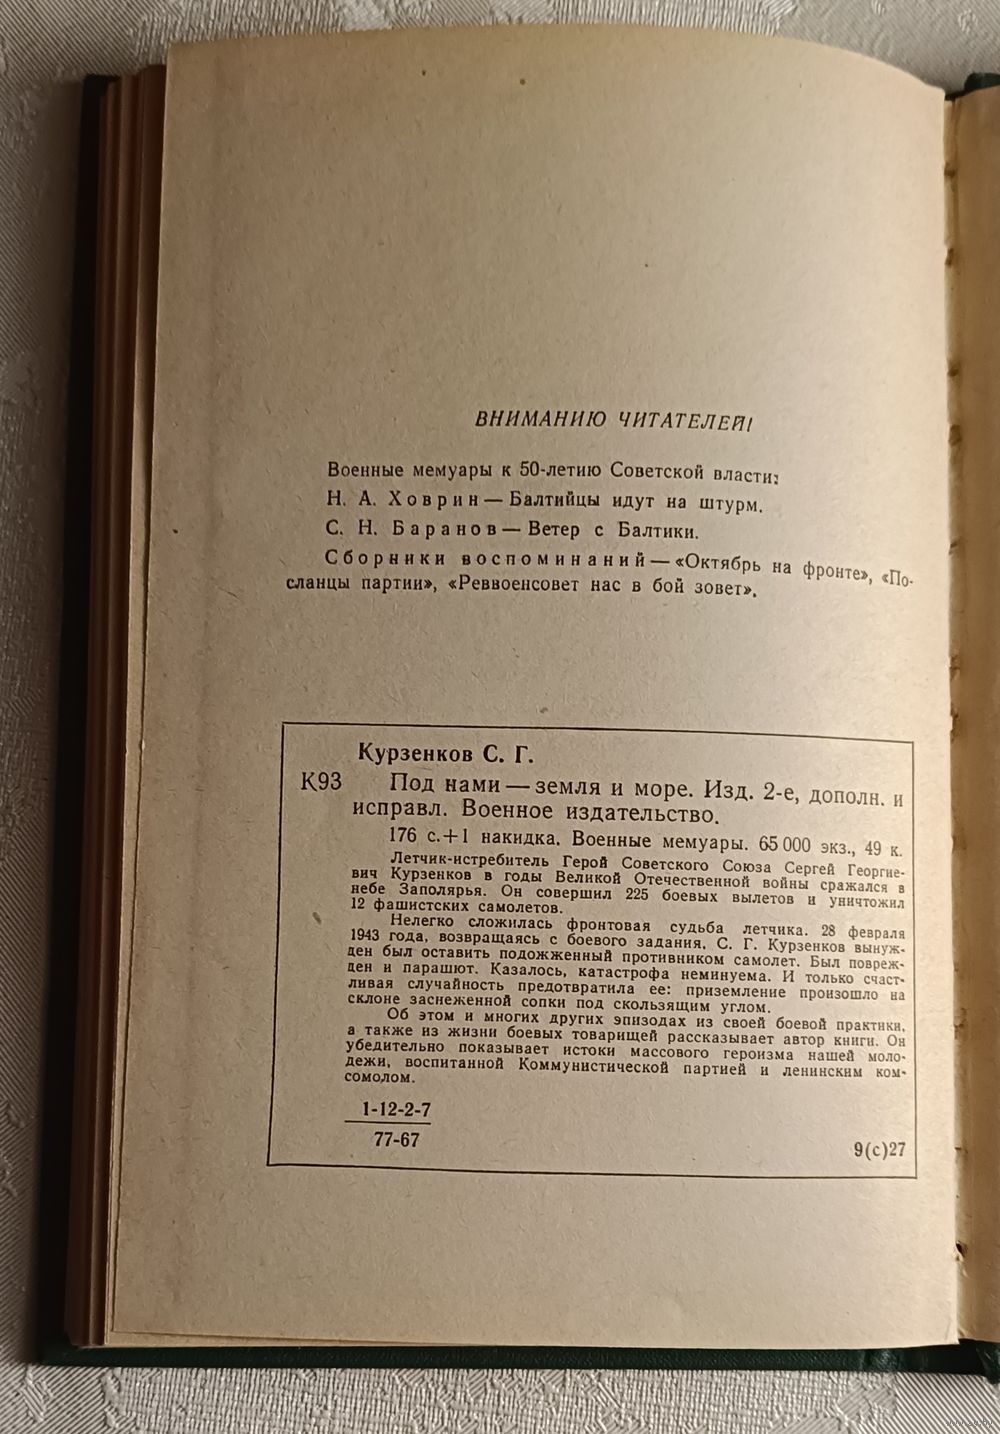 ВНИМАНИЮ ЧИТАТЕЛЕЙ!
Военные мемуары к 50-летию Советской власти:
Н. А. Ховрин — Балтийцы идут на штурм.
С. Н. Баранов — Ветер с Балтики.
Сборники воспоминаний — «Октябрь на фронте», «По-
сланцы партии», «Реввоенсовет нас в бой зовет».
Курзенков С. Г.
К93 Под нами — земля и море. Изд. 2-е, дополн. и
исправл. Военное издательство.
176 с. + 1 накидка. Военные мемуары. 65 000 экз., 49 к.
Летчик-истребитель Герой Советского Союза Сергей Георгие-
вич Курзенков в годы Великой Отечественной войны сражался в
небе Заполярья. Он совершил 225 боевых вылетов и уничтожил
12 фашистских самолетов.
Нелегко сложилась фронтовая судьба летчика. 28 февраля
1943 года, возвращаясь с боевого задания, С. Г. Курзенков вынуж-
ден был оставить подожженный противником самолет. Был повреж-
ден и парашют. Казалось, катастрофа неминуема. И только счаст-
ливая случайность предотвратила ее: приземление произошло на
склоне заснеженной сопки под скользящим углом.
Об этом и многих других эпизодах из своей боевой практики,
а также из жизни боевых товарищей рассказывает автор книги. Он
убедительно показывает истоки массового героизма нашей моло-
дежи, воспитанной Коммунистической партией и ленинским ком-
сомолом.
1-12-2-7
77-67
9(с)27